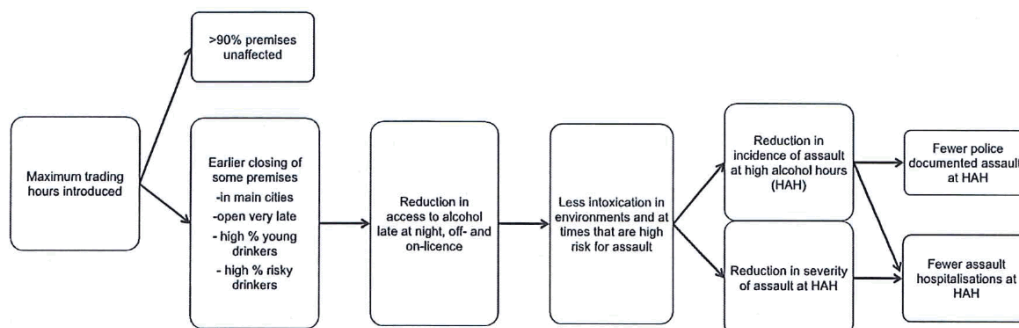 >90% premises
unaffected
Maximum trading
hours introduced
Earlier closing of
some premises
-in main cities
-open very late
- high % young
drinkers
- high % risky
drinkers
Reduction in
access to alcohol
late at night, off- and
on-licence
Less intoxication in
environments and at
times that are high
risk for assault
Reduction in
incidence of assault
at high alcohol hours
(HAH)
Reduction in severity
of assault at HAH
Fewer police
documented assault
at HAH
Fewer assault
hospitalisations at
HAH